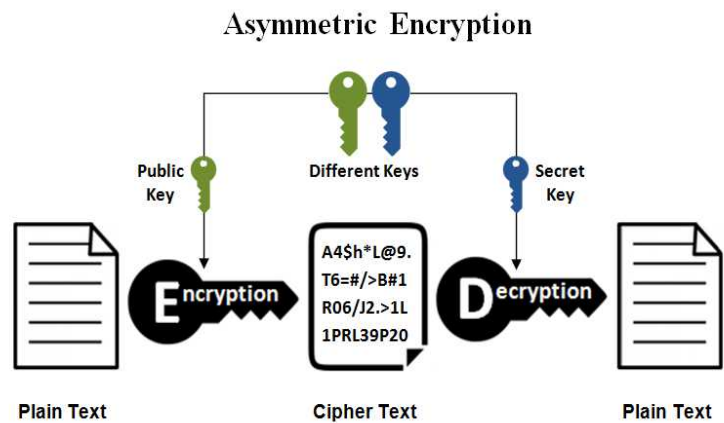 Asymmetric Encryption
Public
Key
Different Keys
Secret
Key
A4$h*L@9.
T6=#/>B#1
R06/J2.>1L
1PRL39P20
Encryption
Decryption
Plain Text
Cipher Text
Plain Text